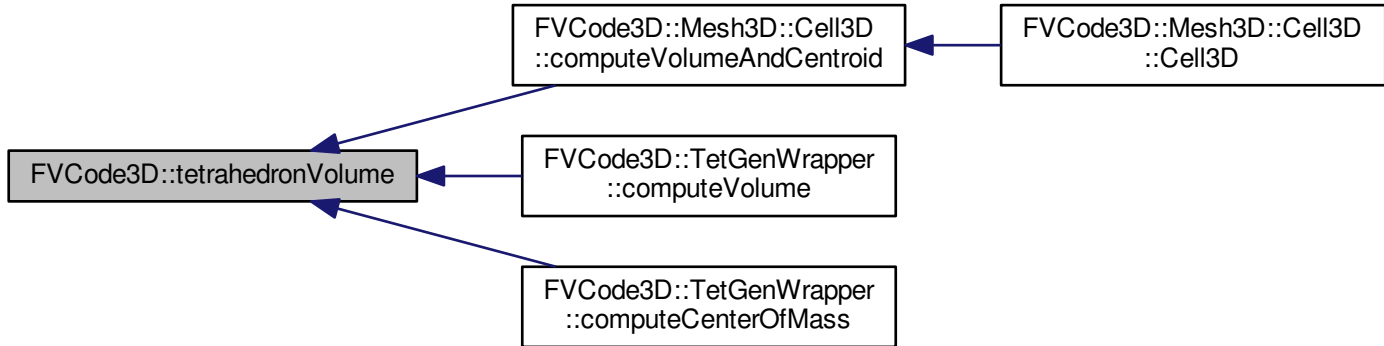 FVCode3D::Mesh3D::Cell3D
::computeVolumeAndCentroid
FVCode3D::Mesh3D::Cell3D
::Cell3D
FVCode3D::tetrahedronVolume
FVCode3D::TetGenWrapper
::computeVolume
FVCode3D::TetGenWrapper
::computeCenterOfMass